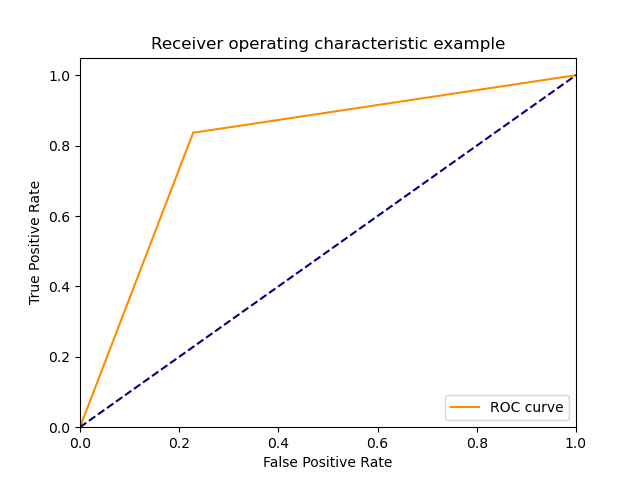 Receiver operating characteristic example
True Positive Rate
1.0
0.8
0.6
0.4
0.2
0.0
0.0 0.2 0.4 0.6 0.8 1.0
False Positive Rate
ROC curve